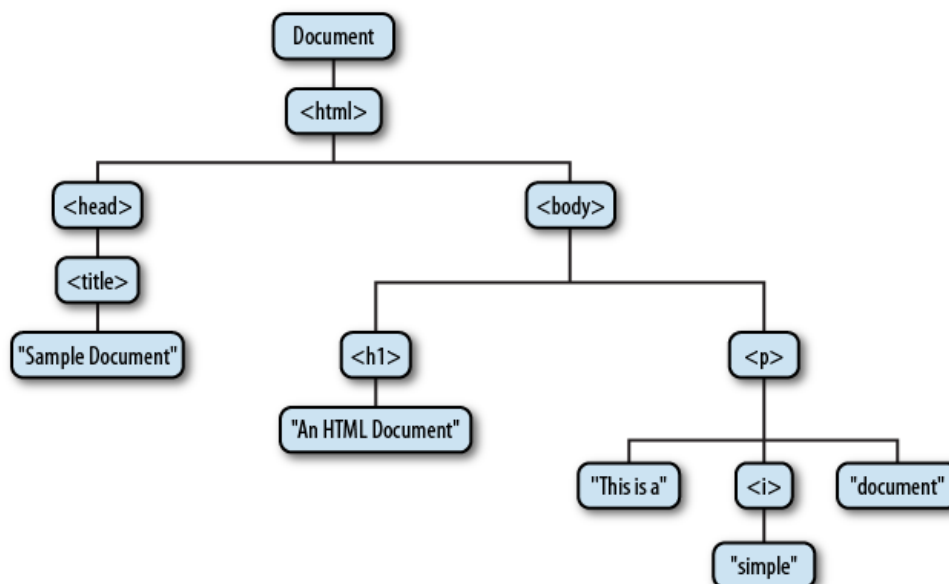 Document
<html>
<head>
<body>
<title>
"Sample Document"
<h1>
<p>
"An HTML Document"
"This is a"
<i>
"document"
"simple"